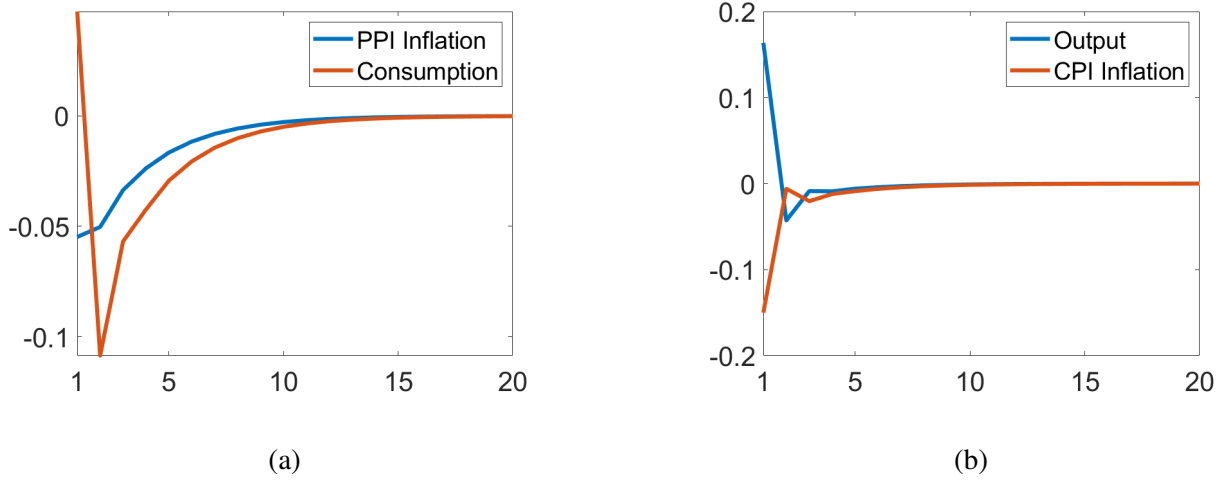 PPI Inflation
Consumption
0
-0.05
-0.1
1 5 10 15 20
(a)
0.2
Output
CPI Inflation
0.1
0
-0.1
-0.2
1 5 10 15 20
(b)